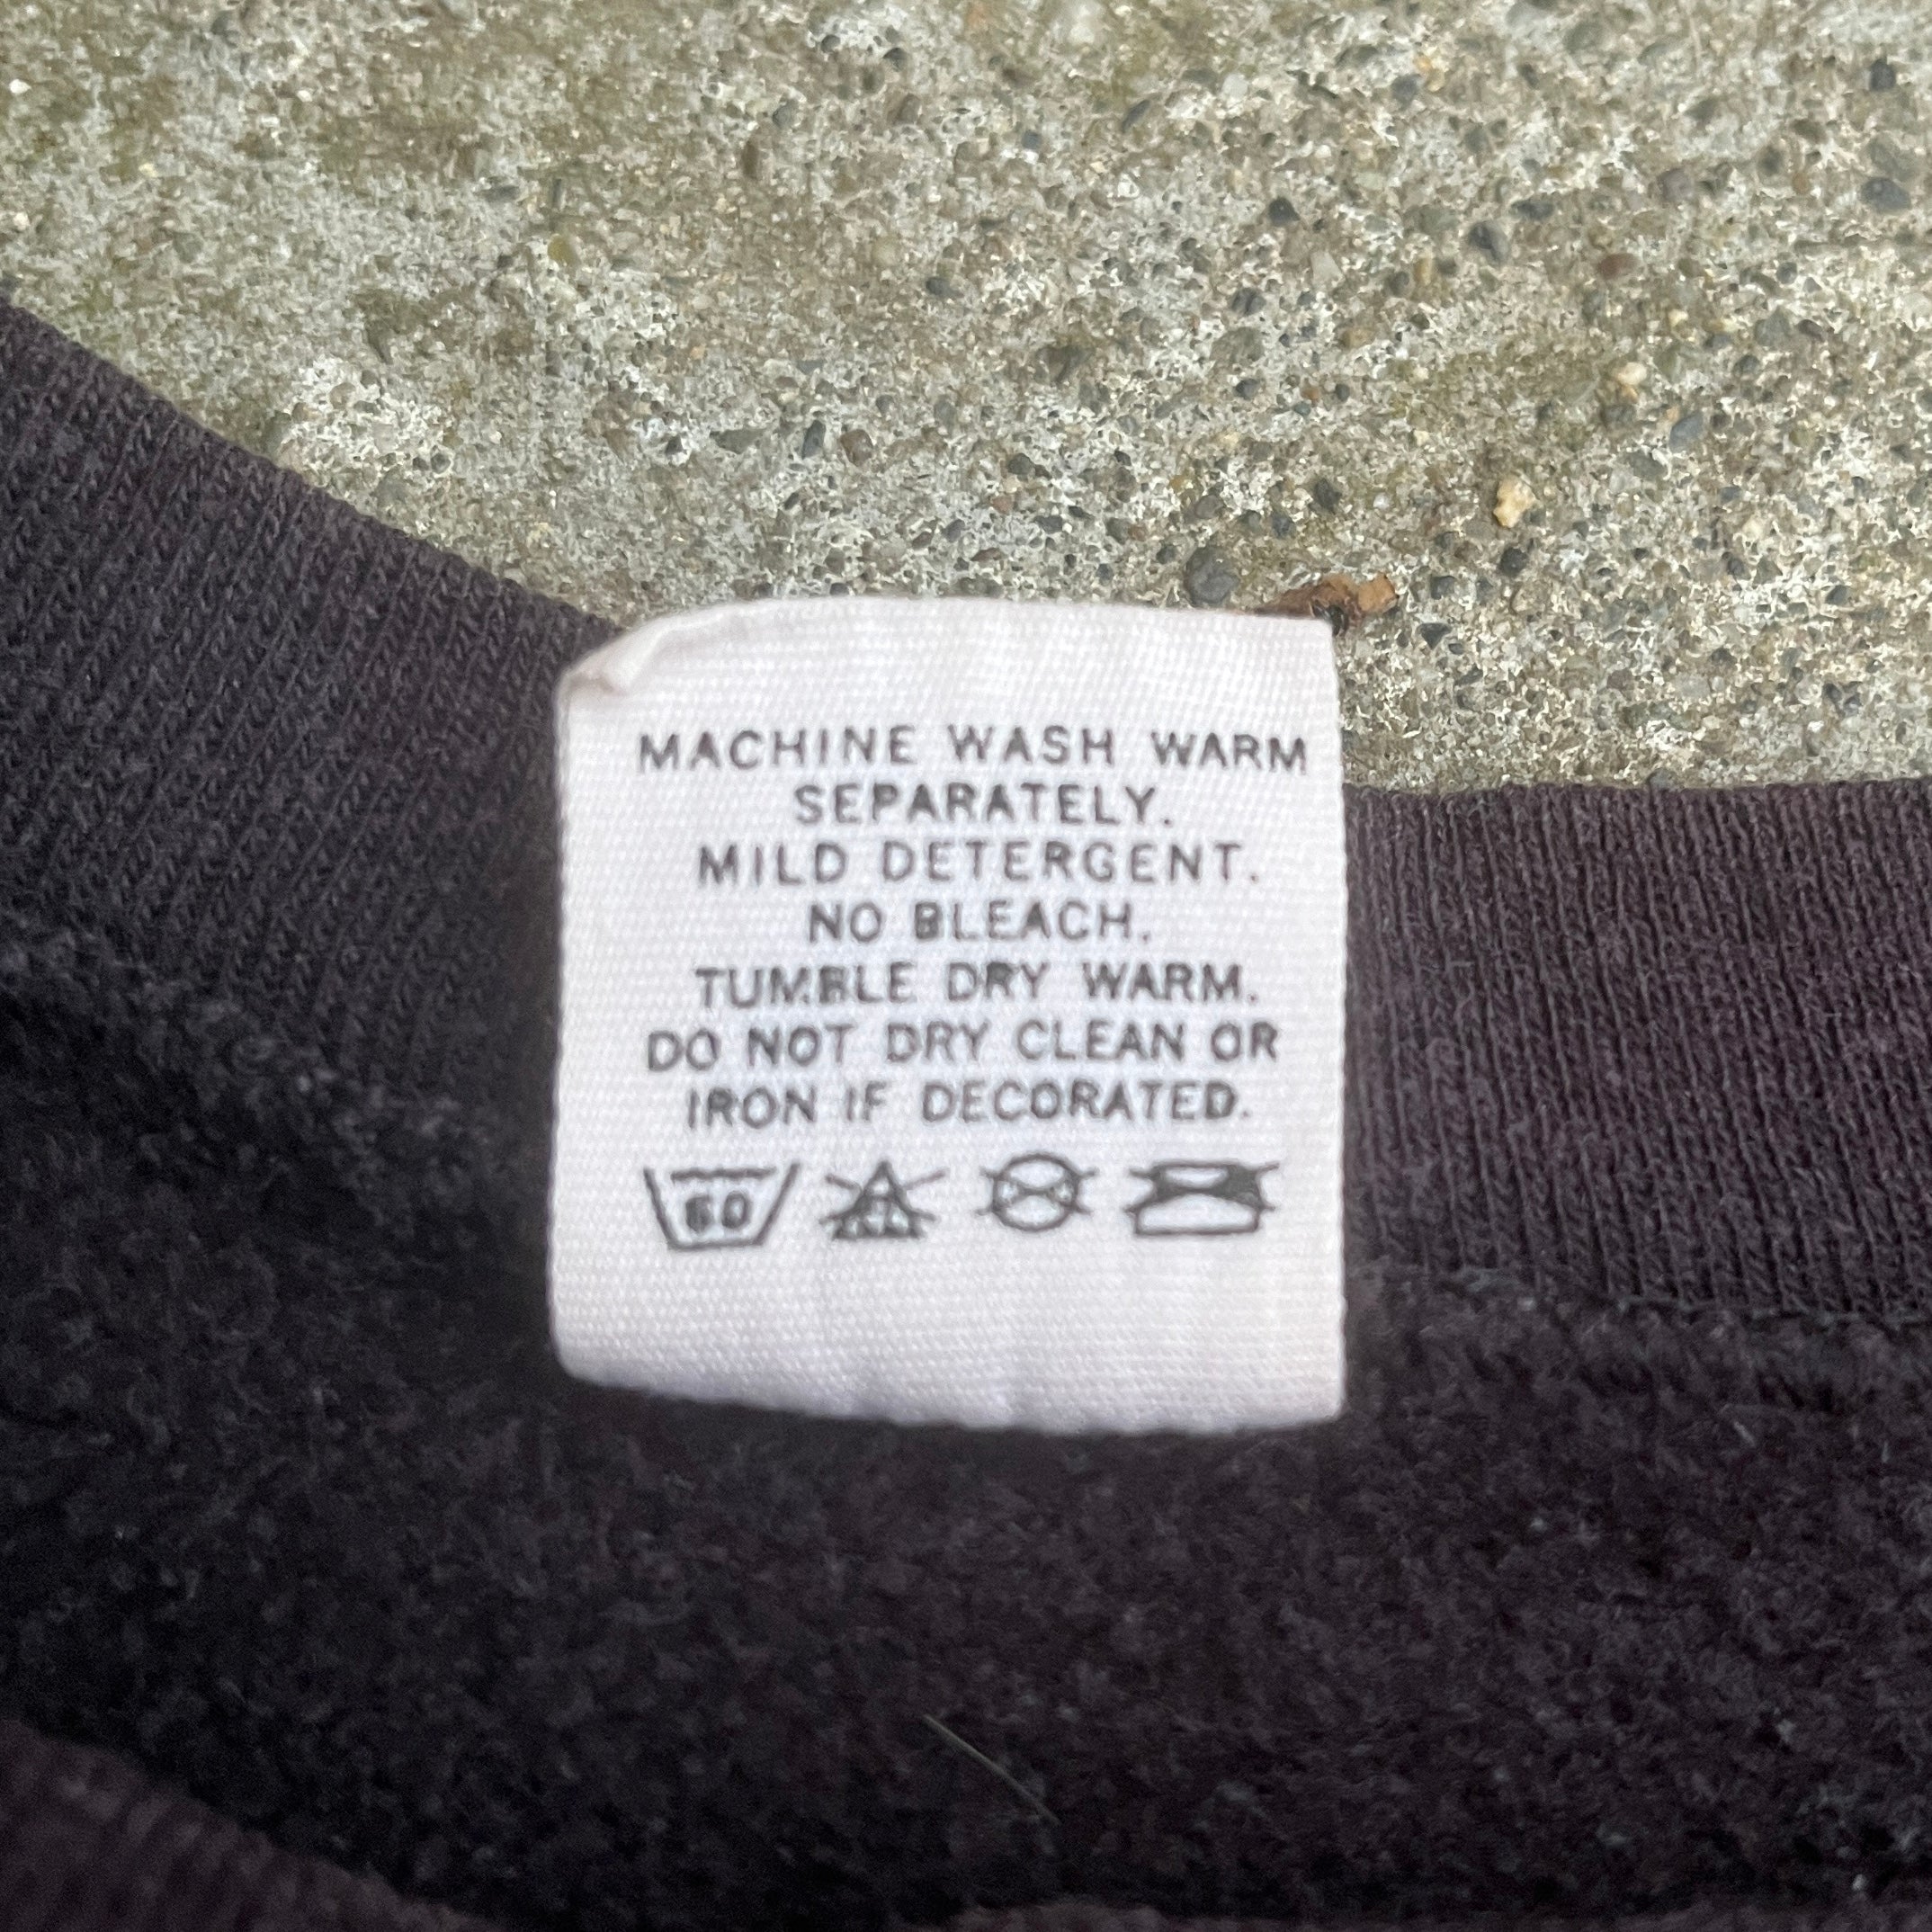 MACHINE WASH WARM
SEPARATELY.
MILD DETERGENT.
NO BLEACH.
TUMBLE DRY WARM.
DO NOT DRY CLEAN OR
IRON IF DECORATED.
60 CL